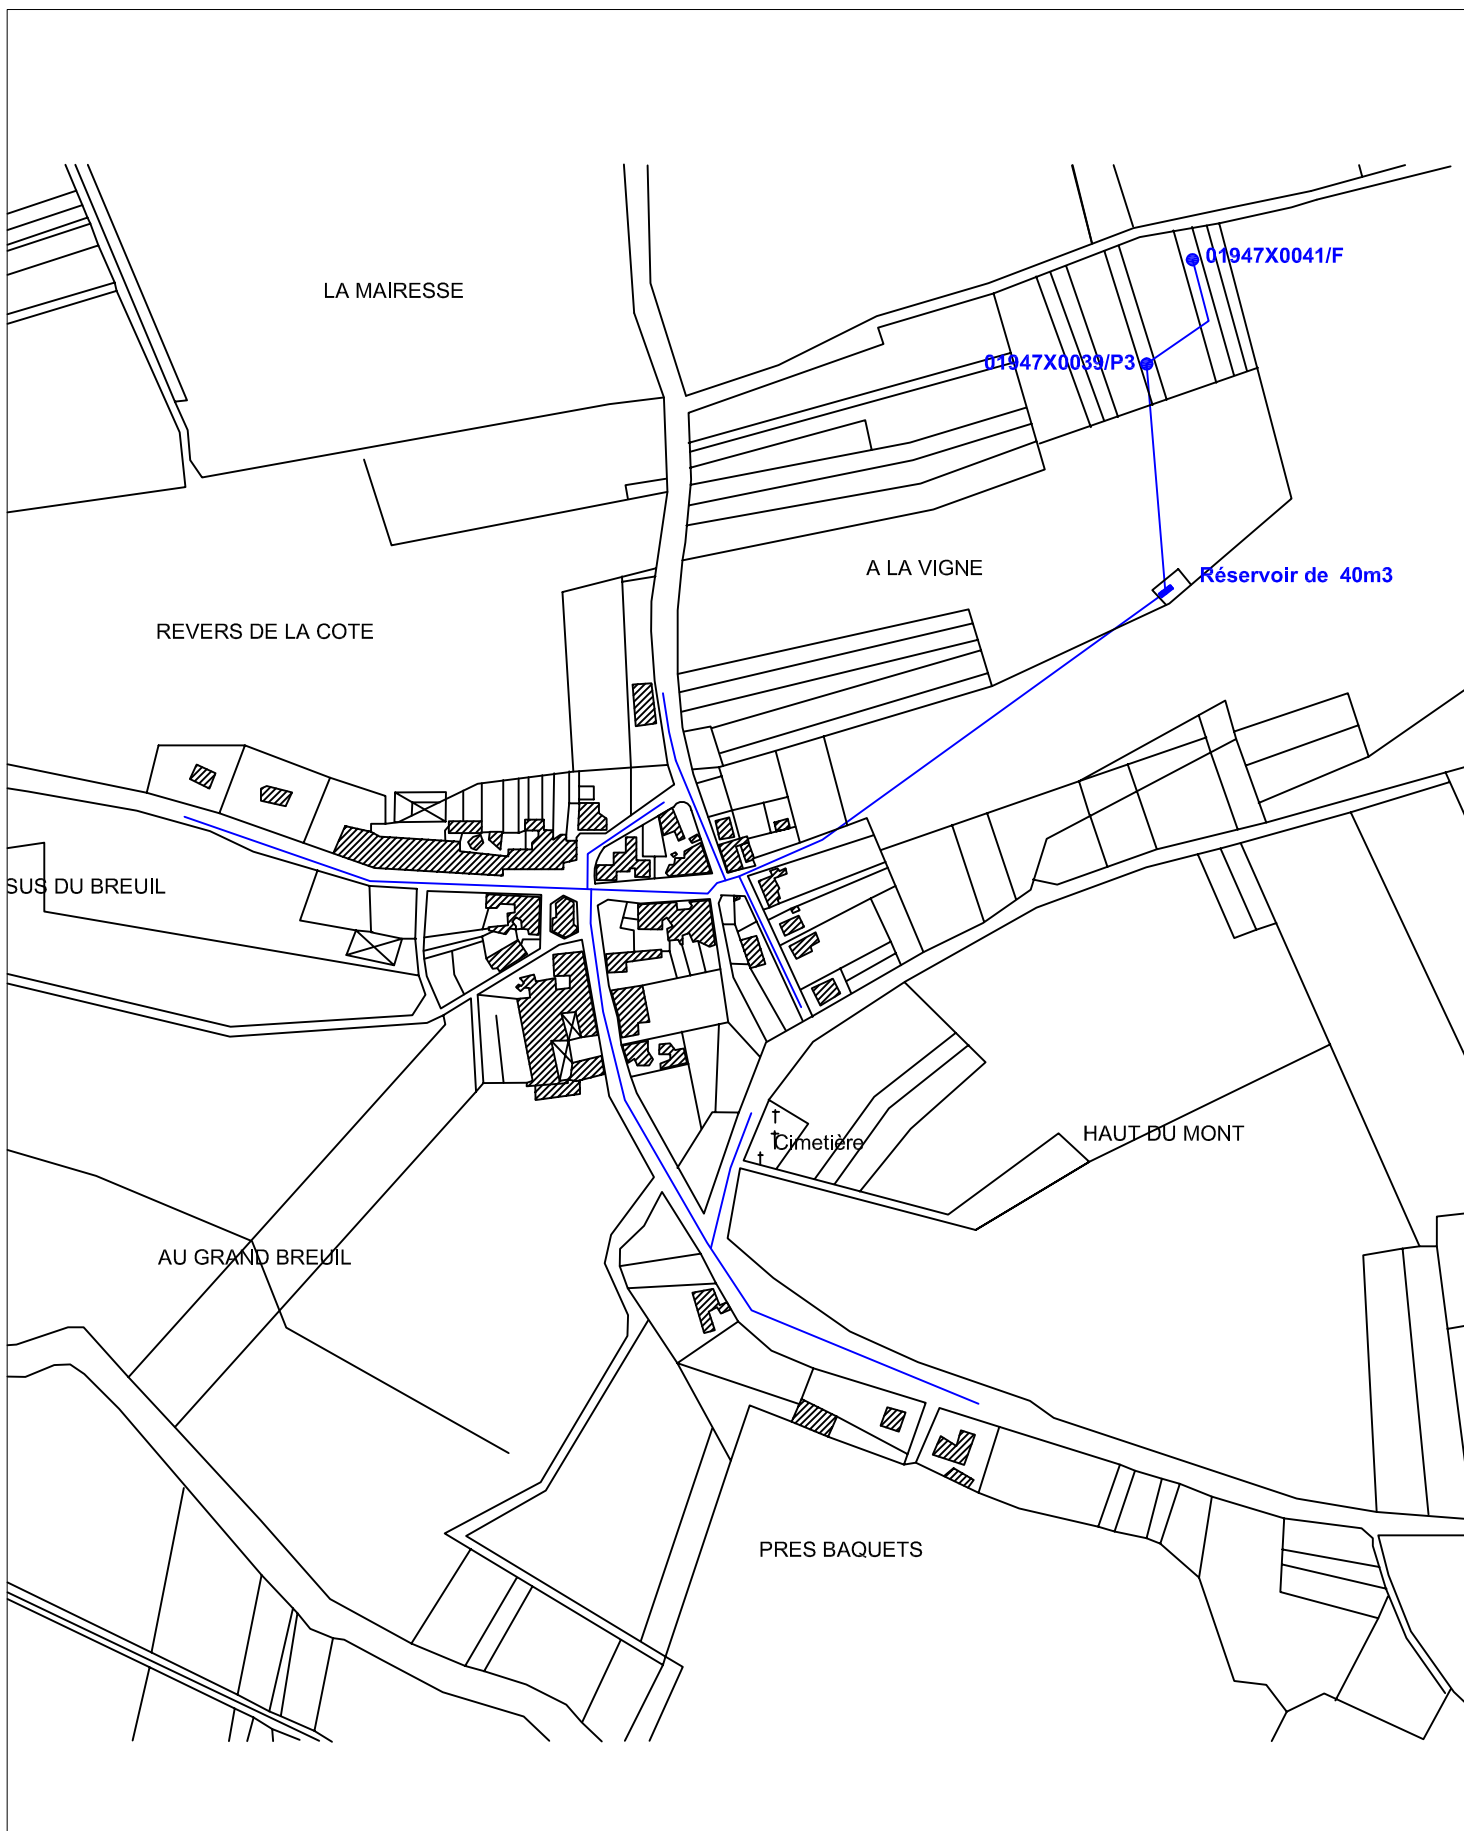 01947X0041/F
LA MAIRESSE
01947X0039/P3
A LA VIGNE
Réservoir de 40m3
REVERS DE LA COTE
SUS DU BREUIL
HAUT DU MONT
Cimetière
AU GRAND BREUIL
PRES BAQUETS